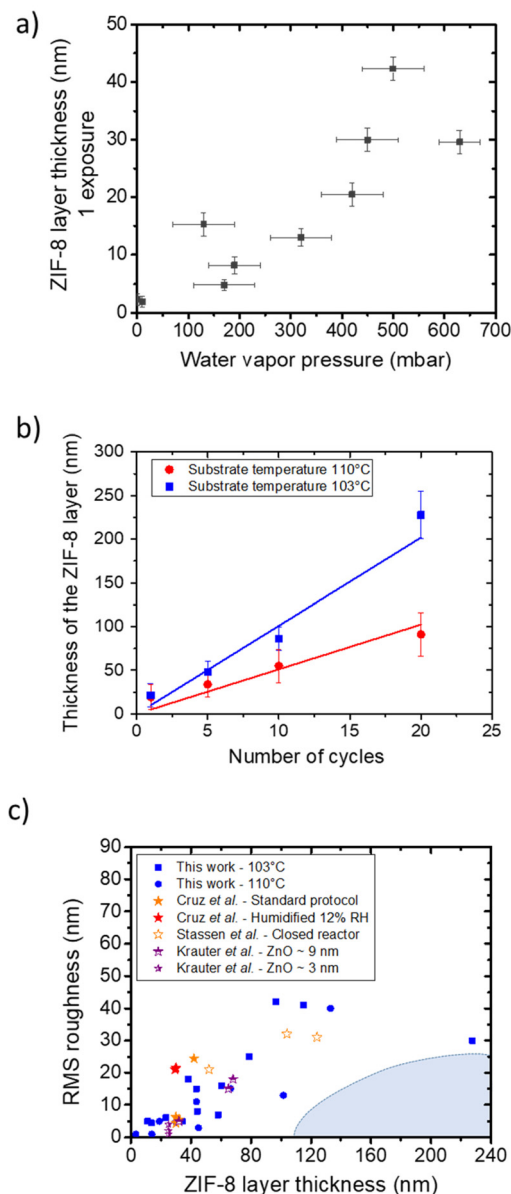 a)
50
40
30
20
10
0
ZIF-8 layer thickness (nm)
1 exposure
0 100 200 300 400 500 600 700
Water vapor pressure (mbar)
b)
300
250
200
150
100
50
0
Thickness of the ZIF-8 layer (nm)
Substrate temperature 110°C
Substrate temperature 103°C
0 5 10 15 20 25
Number of cycles
c)
90
80
70
60
50
40
30
20
10
0
RMS roughness (nm)
This work - 103°C
This work - 110°C
Cruz et al. - Standard protocol
Cruz et al. - Humidified 12% RH
Stassen et al. - Closed reactor
Krauter et al. - ZnO ~ 9 nm
Krauter et al. - ZnO ~ 3 nm
0 40 80 120 160 200 240
ZIF-8 layer thickness (nm)